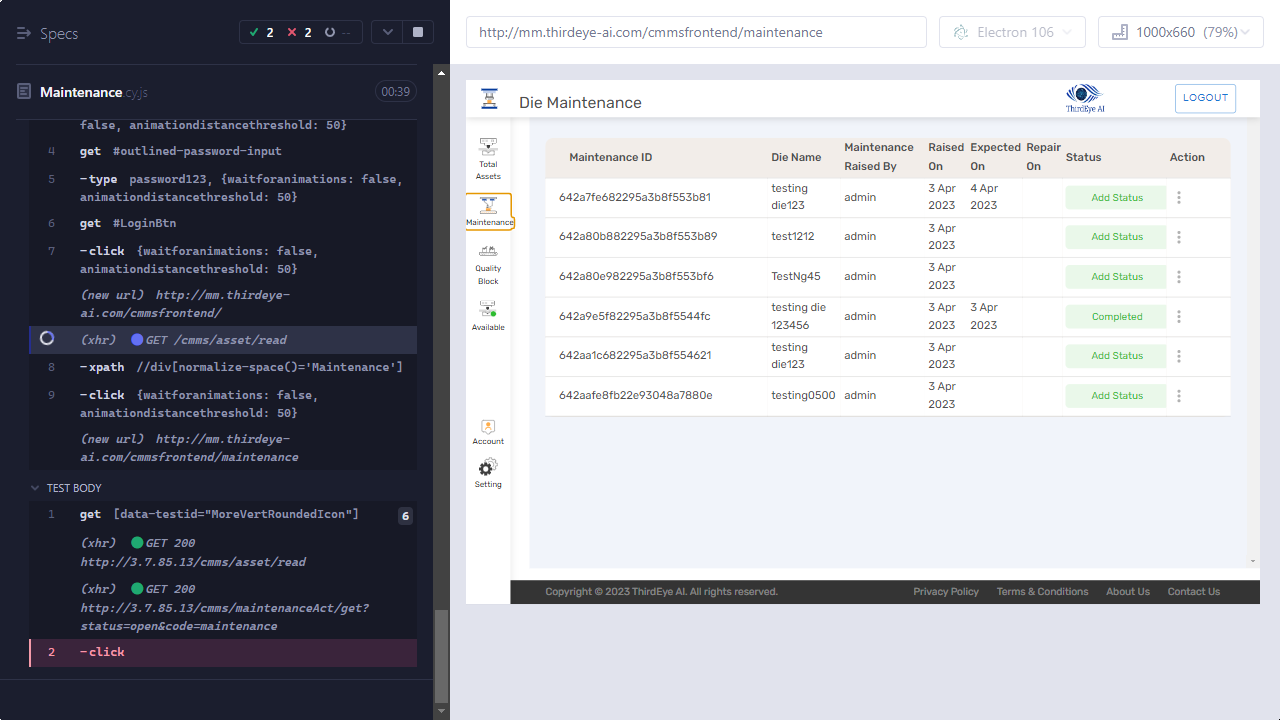 Specs
2
2
--
http://mm.thirdeye-ai.com/cmmsfrontend/maintenance
Electron 106
1000x660 (79%)
Maintenance cy.js
00:39
false, animationdistancethreshold: 50}
4 get #outlined-password-input
5 -type password123, {waitforanimations: false,
animationdistancethreshold: 50}
6 get #LoginBtn
7 -click {waitforanimations: false,
animationdistancethreshold: 50}
(new url) http://mm.thirdeye-
ai.com/cmmsfrontend/
(xhr) GET /cmms/asset/read
8 -xpath //div[normalize-space()='Maintenance']
9 -click {waitforanimations: false,
animationdistancethreshold: 50}
(new url) http://mm.thirdeye-
ai.com/cmmsfrontend/maintenance
TEST BODY
1 get [data-testid="MoreVertRoundedIcon"] 6
(xhr) GET 200
http://3.7.85.13/cmms/asset/read
(xhr) GET 200
http://3.7.85.13/cmms/maintenanceAct/get?
status=open&code=maintenance
2 -click
Die Maintenance
ThirdEye AI
LOGOUT
Total
Assets
Maintenance
Quality
Block
Available
Account
Setting
Maintenance ID Die Name Maintenance Raised By Raised On Expected On Repair On Status Action
642a7fe682295a3b8f553b81 testing die123 admin 3 Apr 2023 4 Apr 2023 Add Status
642a80b882295a3b8f553b89 test1212 admin 3 Apr 2023 Add Status
642a80e982295a3b8f553bf6 TestNg45 admin 3 Apr 2023 Add Status
642a9e5f82295a3b8f5544fc testing die 123456 admin 3 Apr 2023 3 Apr 2023 Completed
642aa1c682295a3b8f554621 testing die123 admin 3 Apr 2023 Add Status
642aafe8fb22e93048a7880e testing0500 admin 3 Apr 2023 Add Status
Copyright © 2023 ThirdEye AI. All rights reserved. Privacy Policy Terms & Conditions About Us Contact Us